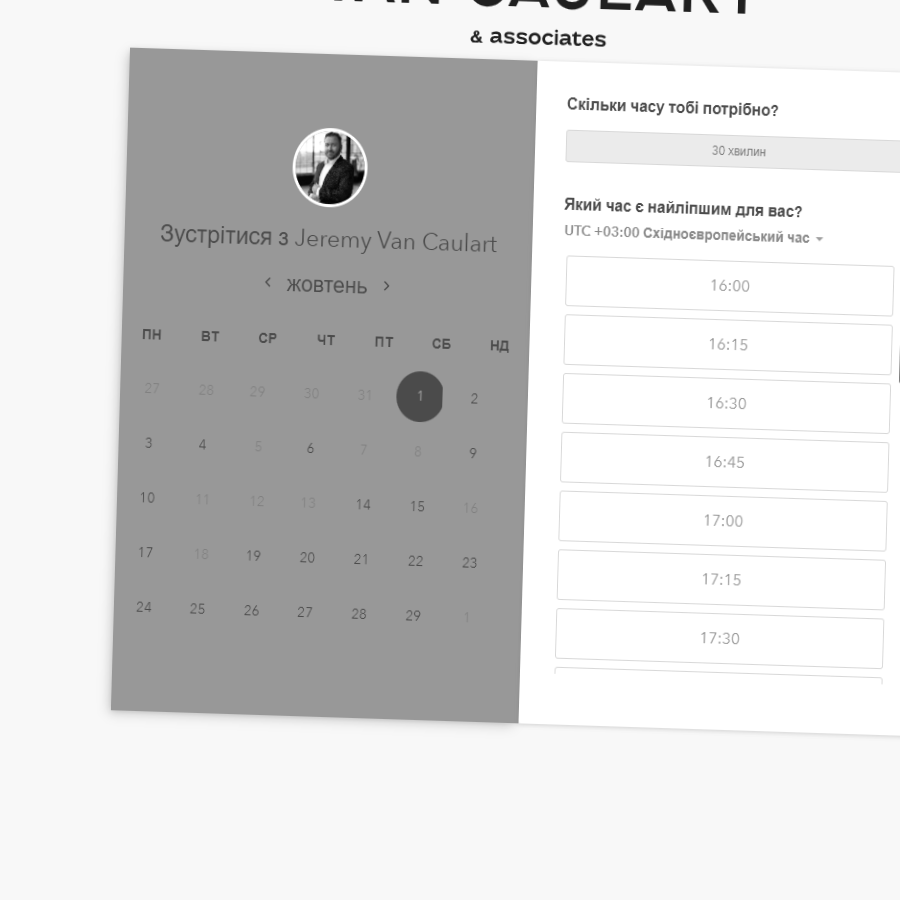 VAN CAULART
& associates
Зустрітися з Jeremy Van Caulart
‹ жовтень ›
ПН ВТ СР ЧТ ПТ СБ НД
27 28 29 30 31 1 2
3 4 5 6 7 8 9
10 11 12 13 14 15 16
17 18 19 20 21 22 23
24 25 26 27 28 29 1
Скільки часу тобі потрібно?
30 хвилин
Який час є найліпшим для вас?
UTC +03:00 Східноєвропейський час
16:00
16:15
16:30
16:45
17:00
17:15
17:30